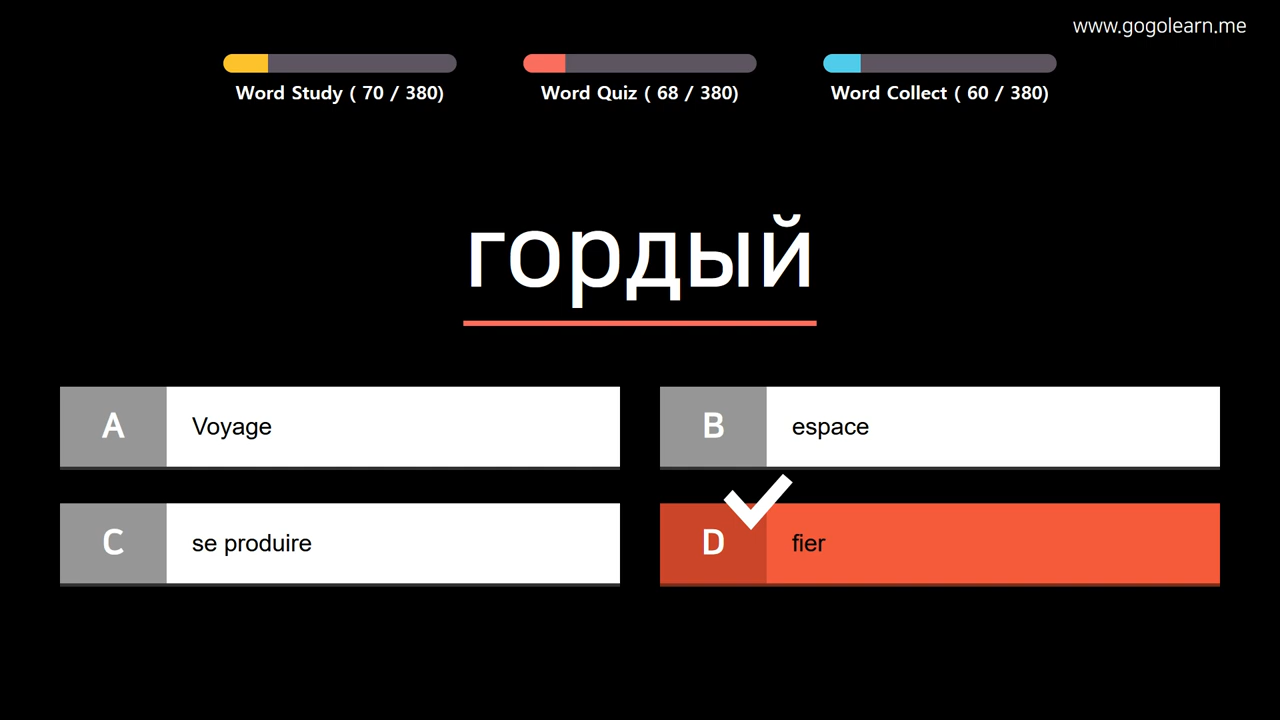 www.gogolearn.me
Word Study ( 70 / 380)
Word Quiz ( 68 / 380)
Word Collect ( 60 / 380)
гордый
A Voyage
B espace
C se produire
D fier